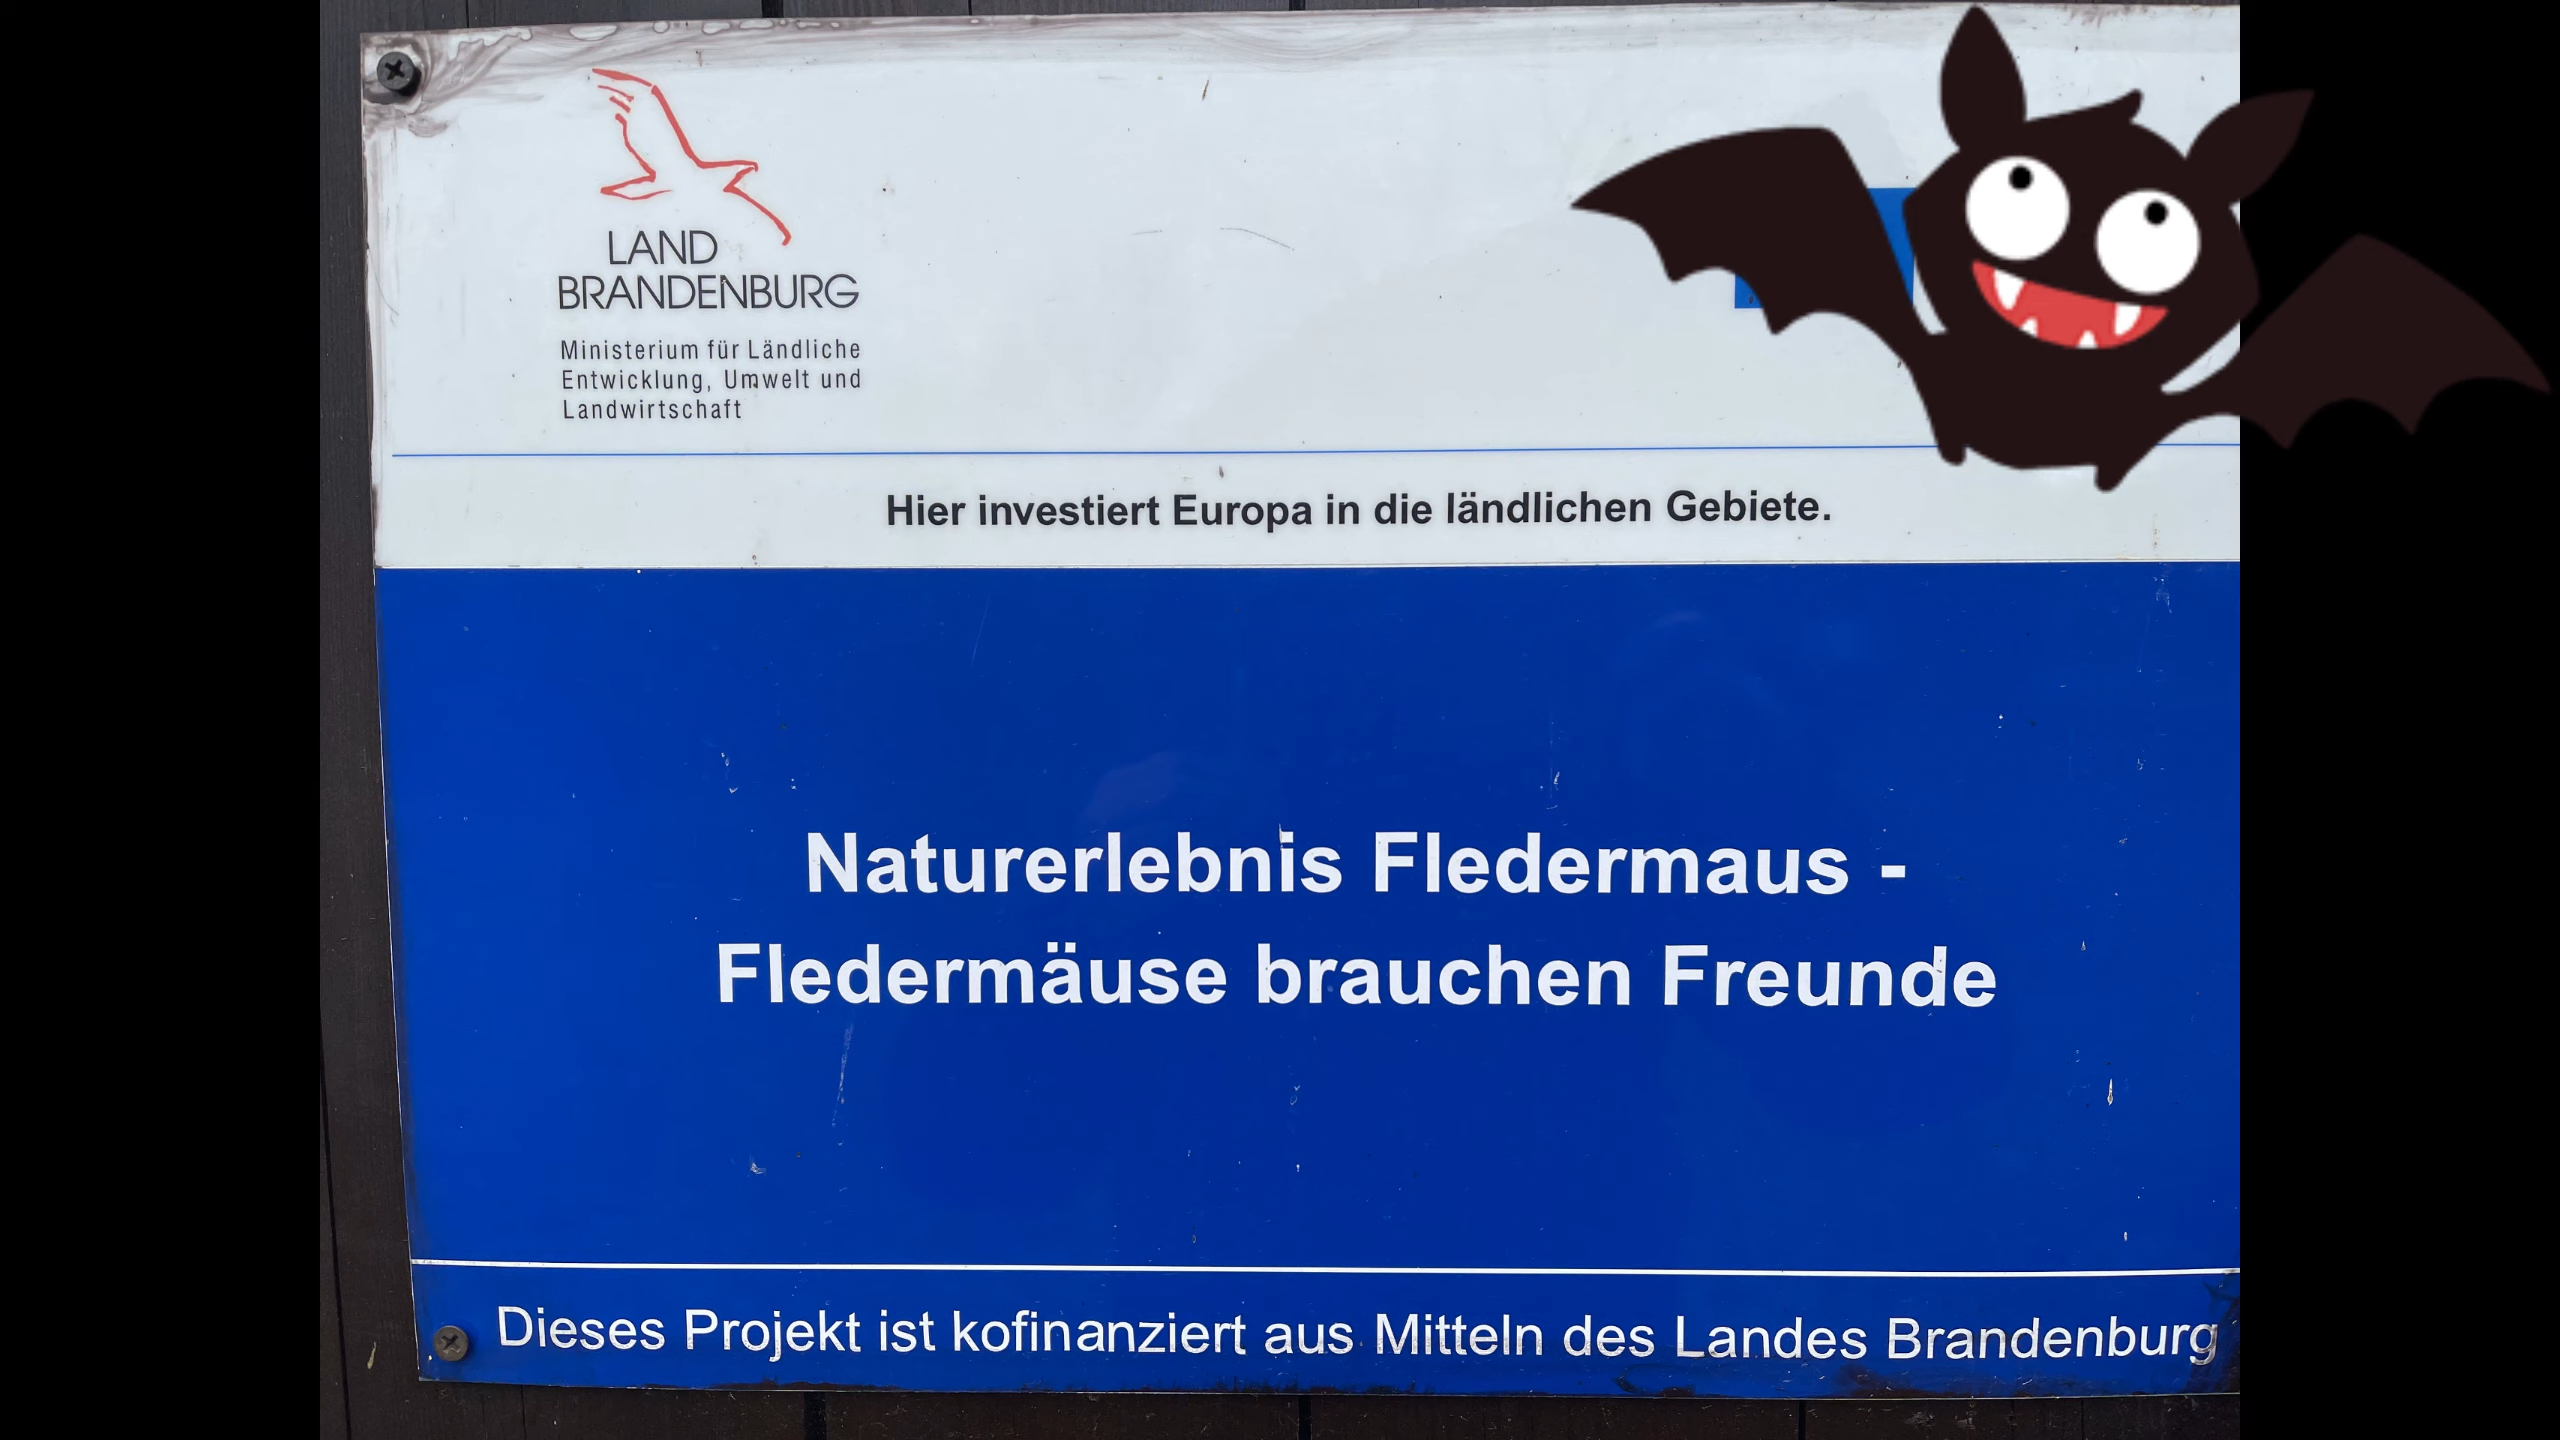 LAND
BRANDENBURG
Ministerium für Ländliche
Entwicklung, Umwelt und
Landwirtschaft
Hier investiert Europa in die ländlichen Gebiete.
Naturerlebnis Fledermaus -
Fledermäuse brauchen Freunde
Dieses Projekt ist kofinanziert aus Mitteln des Landes Brandenburg